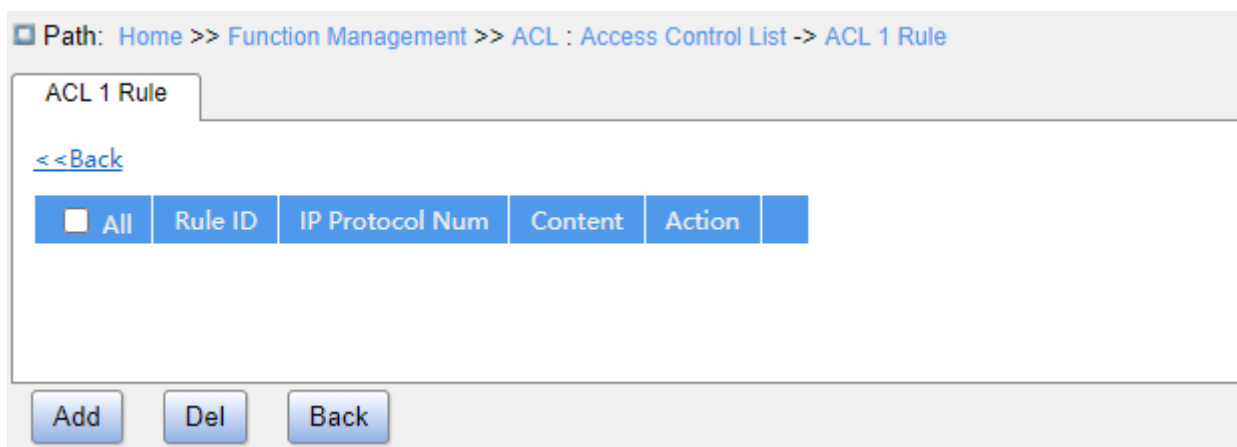 Path: Home >> Function Management >> ACL : Access Control List -> ACL 1 Rule
ACL 1 Rule
<<Back
All Rule ID IP Protocol Num Content Action
Add Del Back